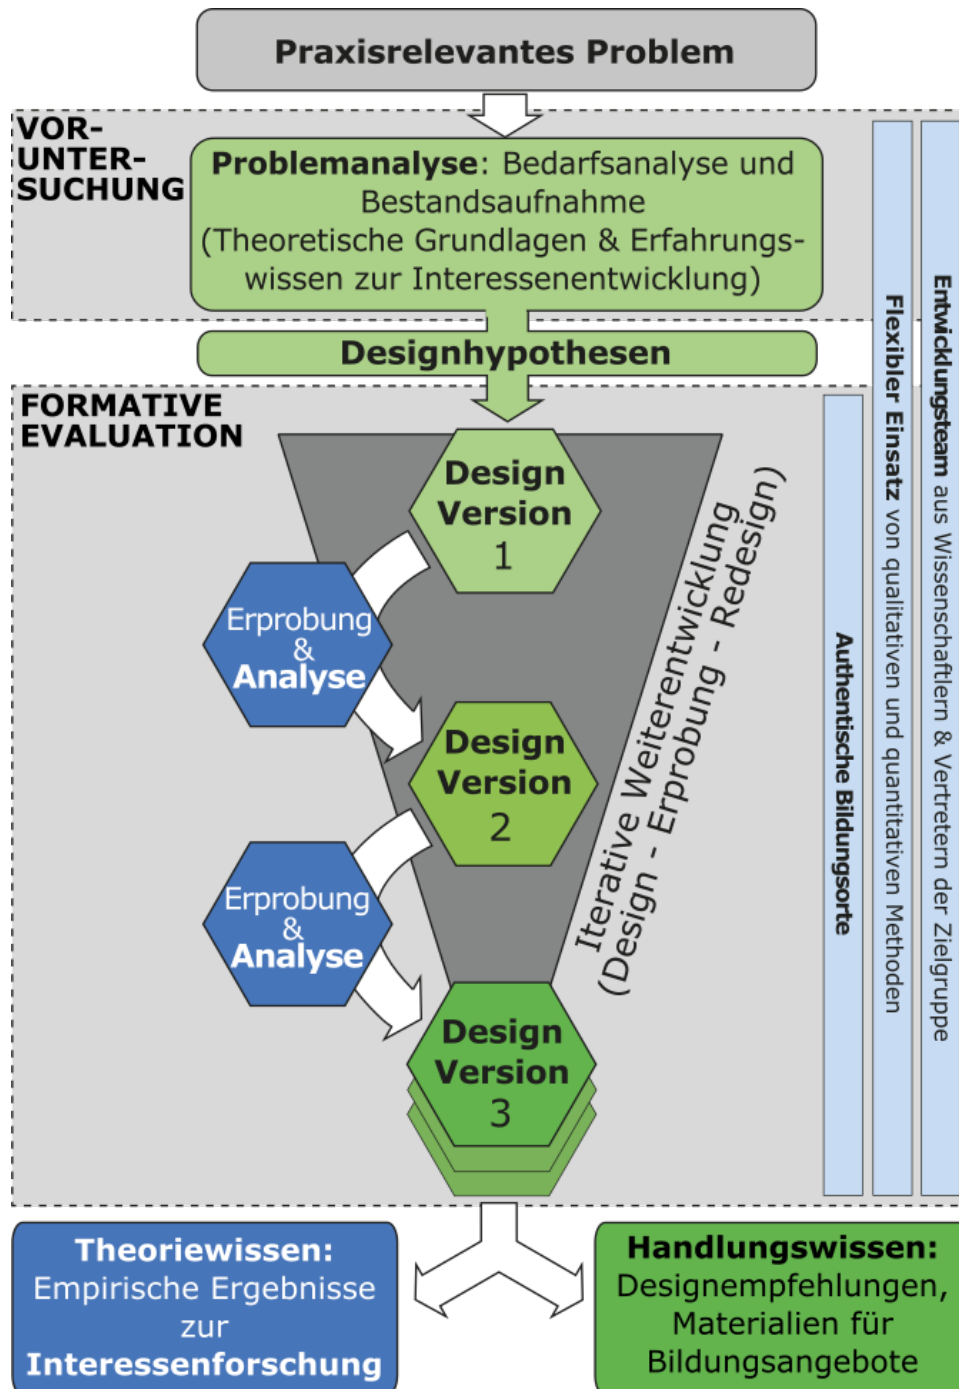 Praxisrelevantes Problem
VOR-
UNTER-
SUCHUNG
Problemanalyse: Bedarfsanalyse und
Bestandsaufnahme
(Theoretische Grundlagen & Erfahrungs-
wissen zur Interessenentwicklung)
Designhypothesen
FORMATIVE
EVALUATION
Design
Version
1
Erprobung
&
Analyse
Design
Version
2
Erprobung
&
Analyse
Design
Version
3
Iterative Weiterentwicklung
(Design - Erprobung - Redesign)
Authentische Bildungsorte
Flexibler Einsatz von qualitativen und quantitativen Methoden
Entwicklungsteam aus Wissenschaftlern & Vertretern der Zielgruppe
Theoriewissen:
Empirische Ergebnisse
zur
Interessenforschung
Handlungswissen:
Designempfehlungen,
Materialien für
Bildungsangebote